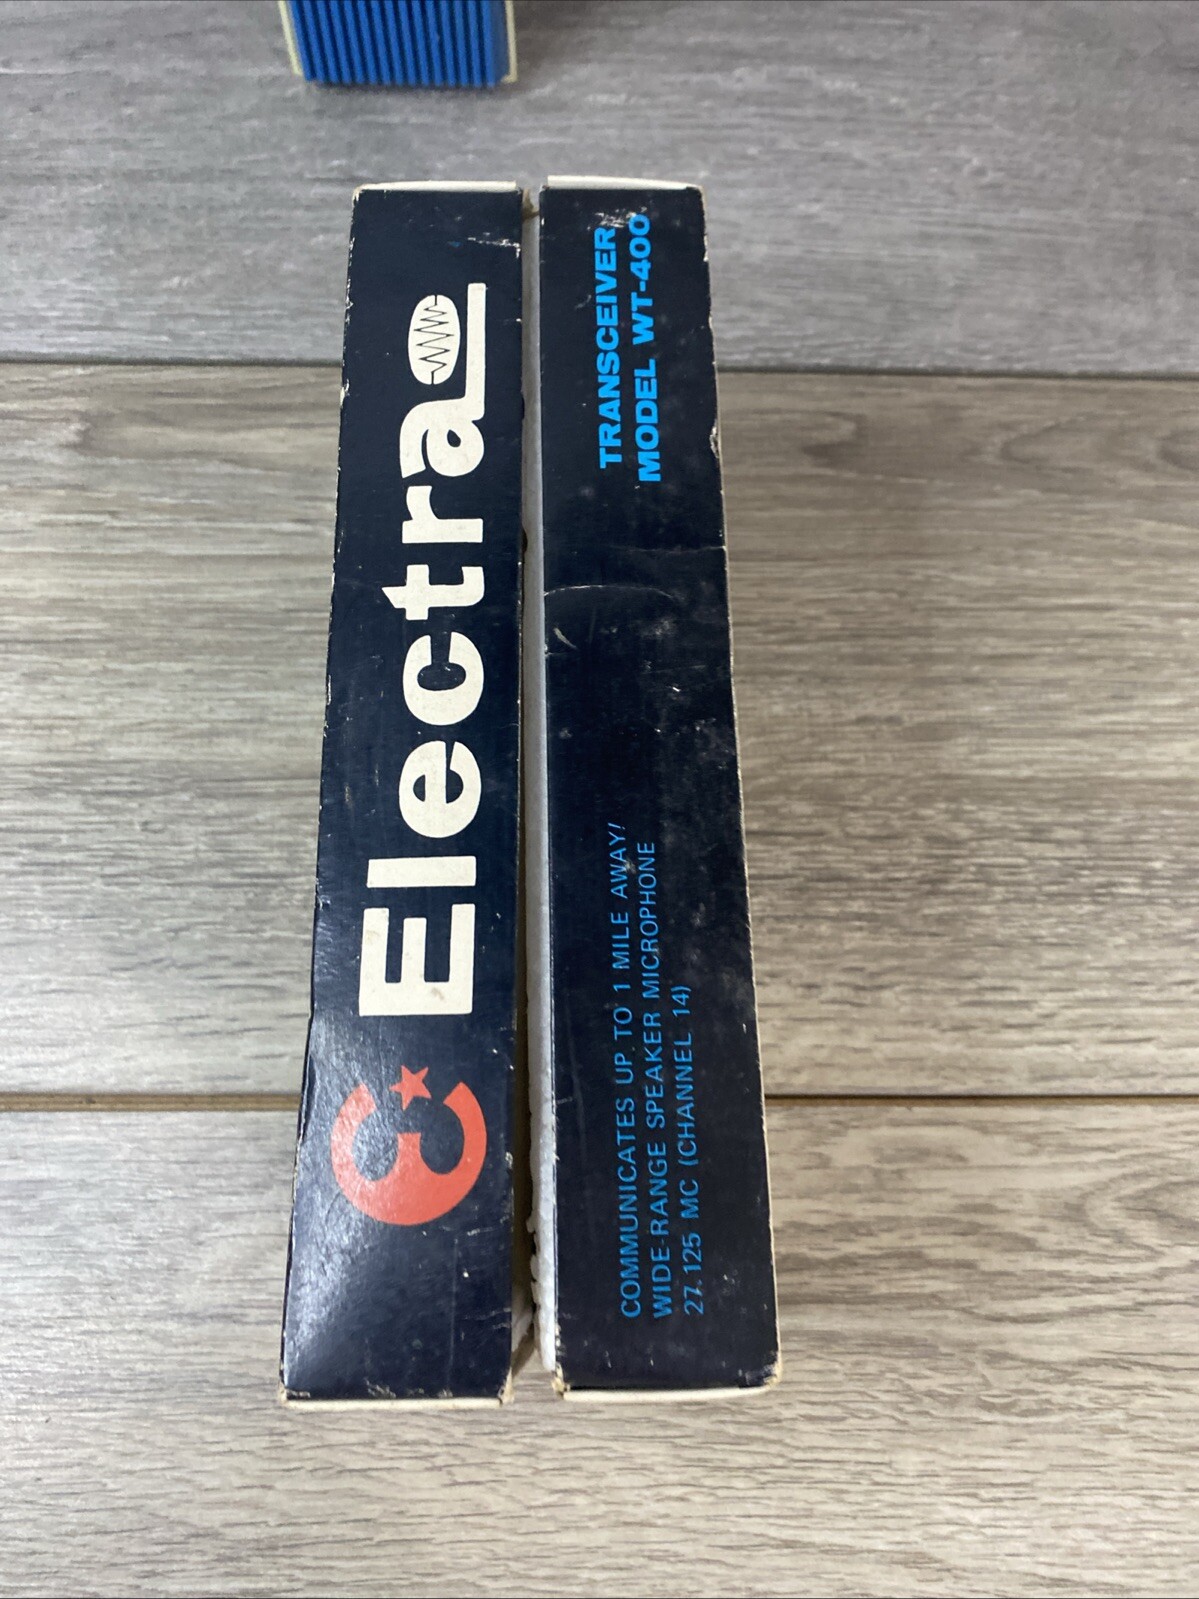 Electra
TRANSCEIVER
MODEL WT-400
COMMUNICATES UP TO 1 MILE AWAY!
WIDE-RANGE SPEAKER MICROPHONE
27.125 MC (CHANNEL 14)